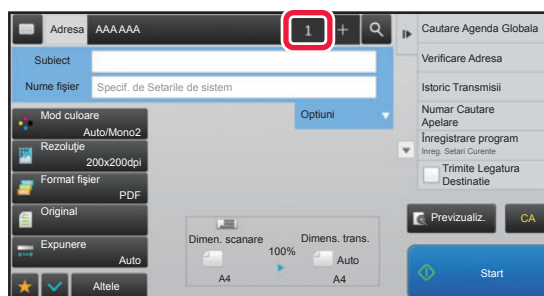 Adresa AAA AAA 1 +
Subiect
Nume fişier Specif. de Setarile de sistem
Optiuni
Mod culoare
Auto/Mono2
Rezoluţie
200x200dpi
Format fişier
PDF
Original
Expunere
Auto
Altele
Dimen. scanare
A4
100%
Dimens. trans.
Auto
A4
Cautare Agenda Globala
Verificare Adresa
Istoric Transmisii
Numar Cautare
Apelare
Înregistrare program
Inreg. Setari Curente
Trimite Legatura
Destinatie
Previzualiz.
CA
Start